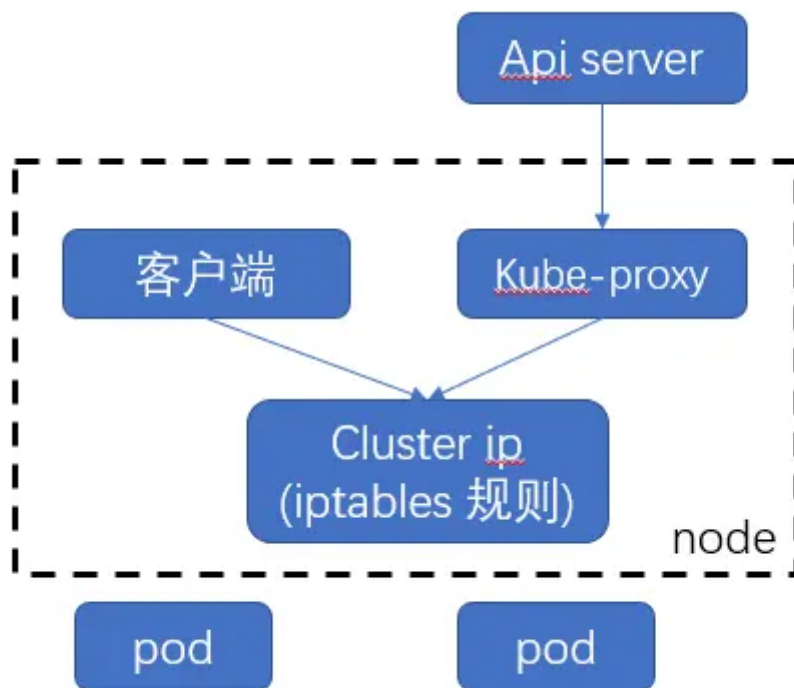 Api server
客户端
Kube-proxy
Cluster ip
(iptables 规则)
node
pod
pod